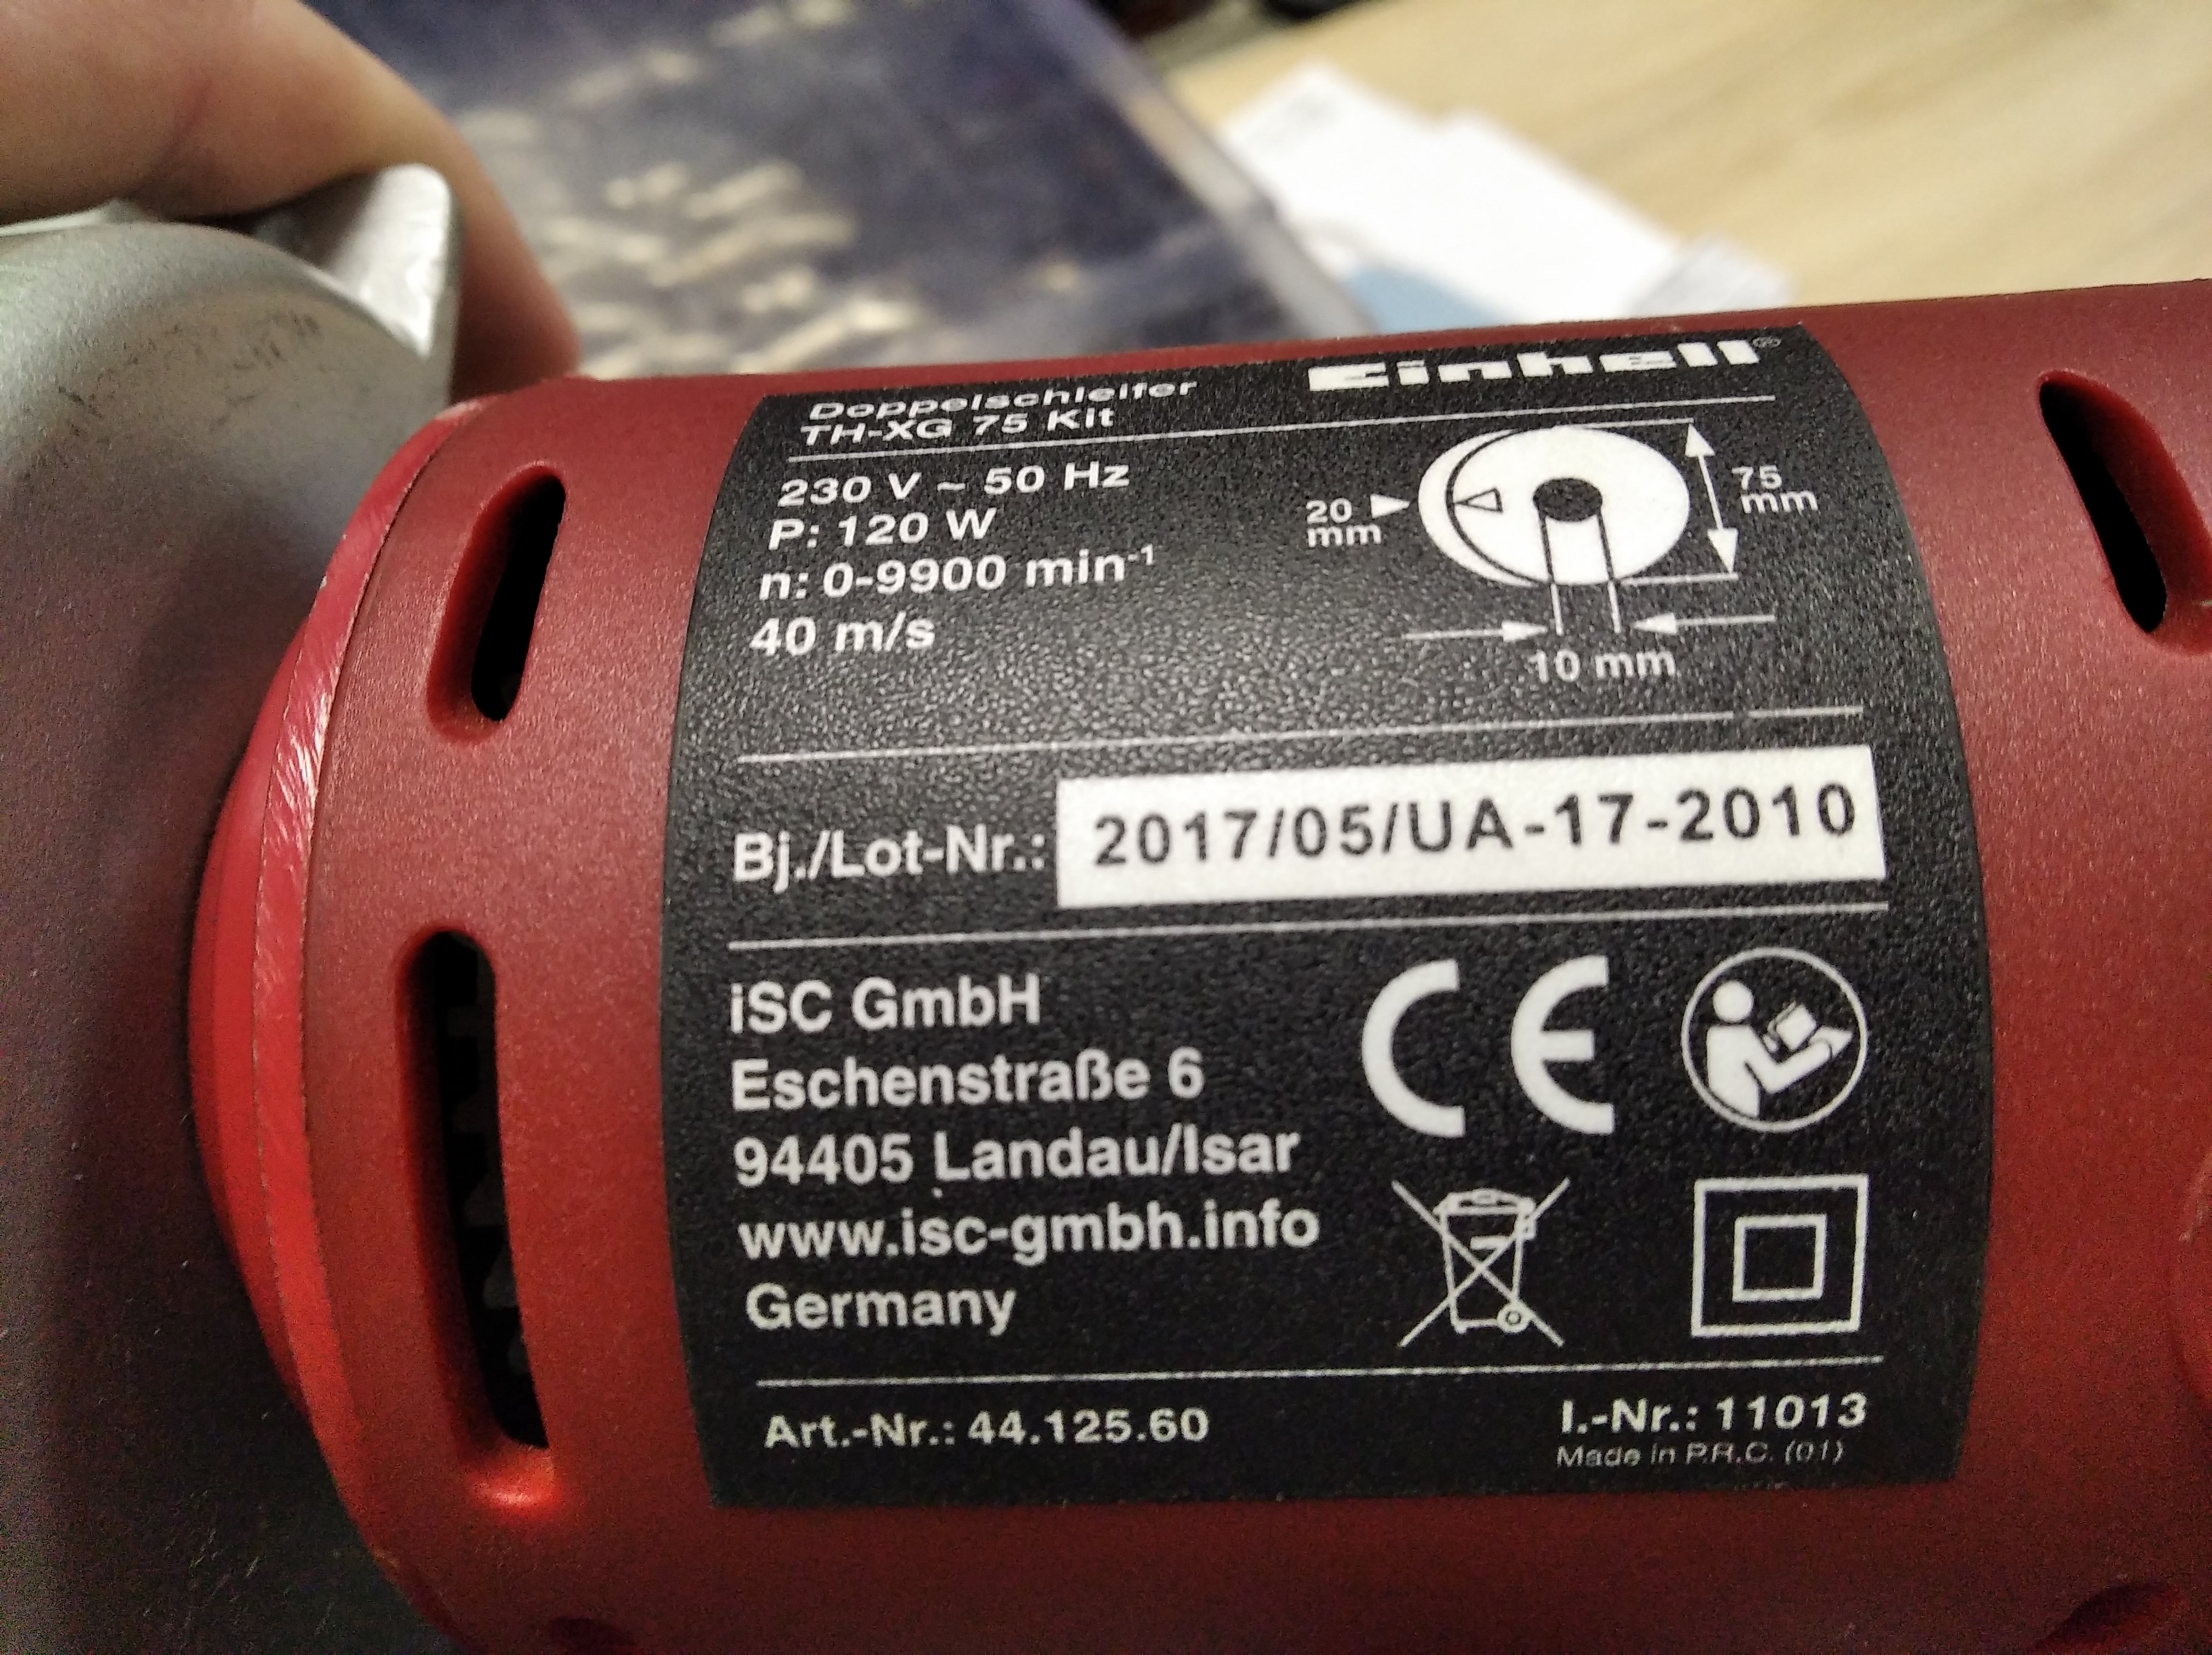 Einhell®
Doppelschleifer
TH-XG 75 Kit
230 V ~ 50 Hz
P: 120 W
n: 0-9900 min⁻¹
40 m/s
20 mm
75 mm
10 mm
Bj./Lot-Nr.: 2017/05/UA-17-2010
iSC GmbH
Eschenstraße 6
94405 Landau/Isar
www.isc-gmbh.info
Germany
CE
Art.-Nr.: 44.125.60
I.-Nr.: 11013
Made in P.R.C. (01)